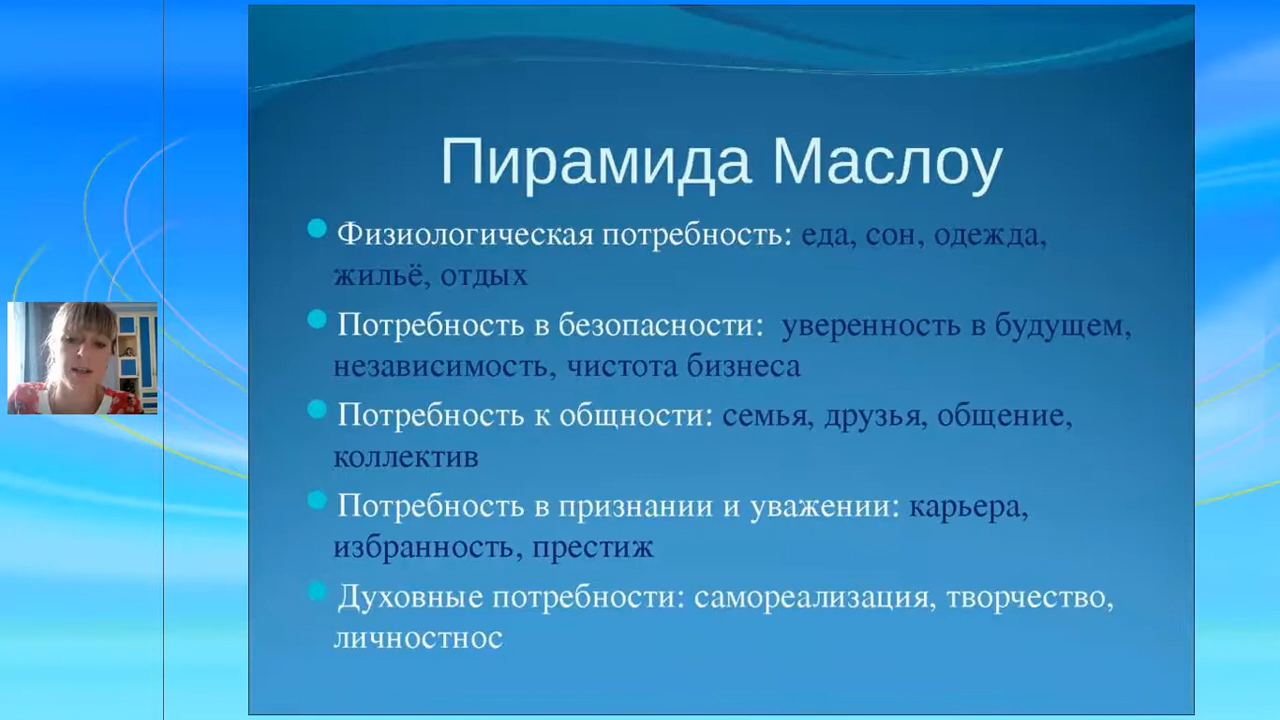 Пирамида Маслоу
Физиологическая потребность: еда, сон, одежда,
жильё, отдых
Потребность в безопасности: уверенность в будущем,
независимость, чистота бизнеса
Потребность к общности: семья, друзья, общение,
коллектив
Потребность в признании и уважении: карьера,
избранность, престиж
Духовные потребности: самореализация, творчество,
личностнос